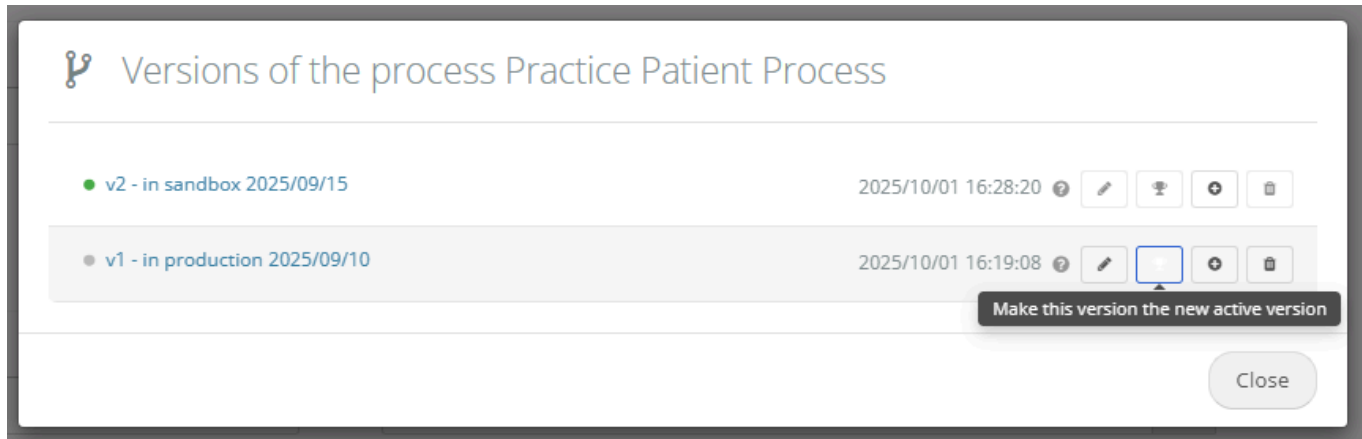 Versions of the process Practice Patient Process
v2 - in sandbox 2025/09/15 2025/10/01 16:28:20
v1 - in production 2025/09/10 2025/10/01 16:19:08
Make this version the new active version
Close